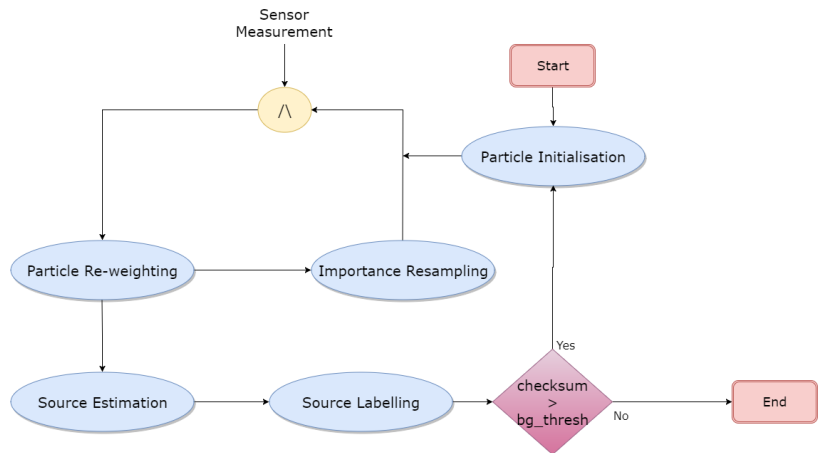 Sensor
Measurement
Start
/\
Particle Initialisation
Particle Re-weighting
Importance Resampling
Yes
checksum
>
bg_thresh
Source Estimation
Source Labelling
No
End